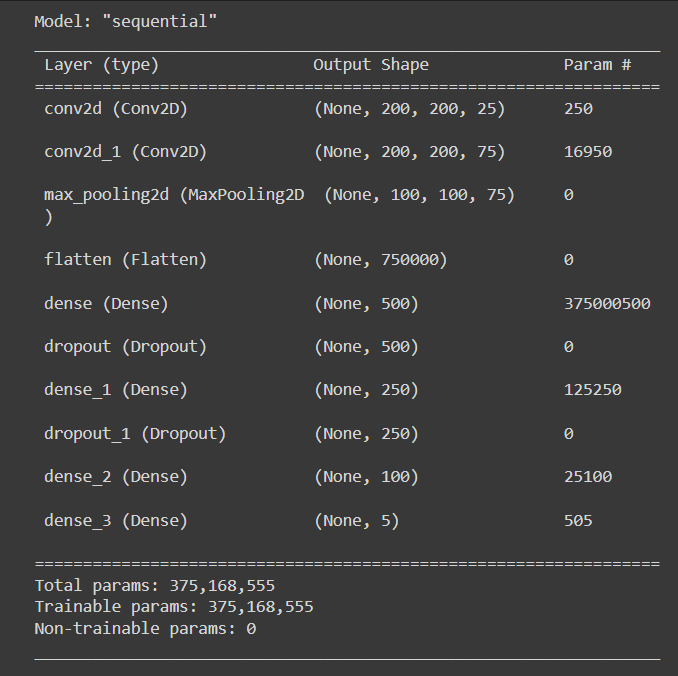 Model: "sequential"
_________________________________________________________________
Layer (type) Output Shape Param #
=================================================================
conv2d (Conv2D) (None, 200, 200, 25) 250
conv2d_1 (Conv2D) (None, 200, 200, 75) 16950
max_pooling2d (MaxPooling2D (None, 100, 100, 75) 0
)
flatten (Flatten) (None, 750000) 0
dense (Dense) (None, 500) 375000500
dropout (Dropout) (None, 500) 0
dense_1 (Dense) (None, 250) 125250
dropout_1 (Dropout) (None, 250) 0
dense_2 (Dense) (None, 100) 25100
dense_3 (Dense) (None, 5) 505
=================================================================
Total params: 375,168,555
Trainable params: 375,168,555
Non-trainable params: 0
_________________________________________________________________